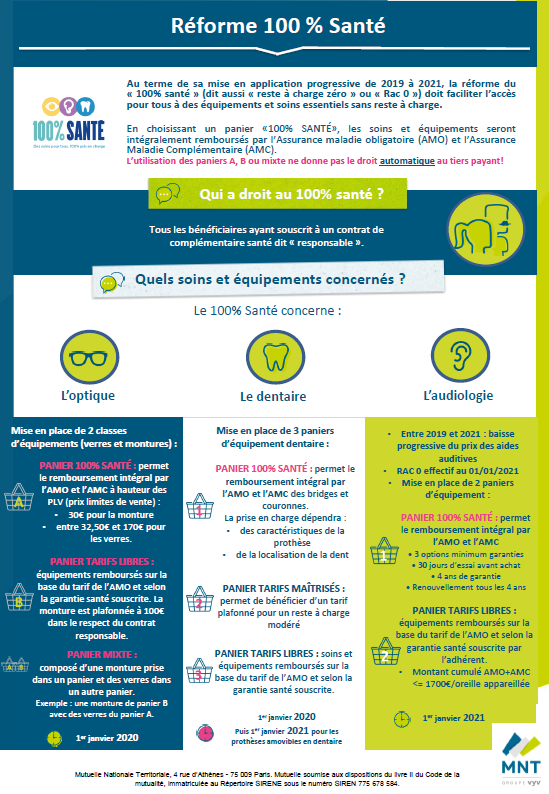 Réforme 100 % Santé
100% SANTÉ
Des soins pour tous, 100% pris en charge
Au terme de sa mise en application progressive de 2019 à 2021, la réforme du
« 100% santé » (dit aussi « reste à charge zéro » ou « Rac 0 ») doit faciliter l'accès
pour tous à des équipements et soins essentiels sans reste à charge.
En choisissant un panier «100% SANTÉ», les soins et équipements seront
intégralement remboursés par l'Assurance maladie obligatoire (AMO) et l'Assurance
Maladie Complémentaire (AMC).
L'utilisation des paniers A, B ou mixte ne donne pas le droit automatique au tiers payant!
Qui a droit au 100% santé ?
Tous les bénéficiaires ayant souscrit à un contrat de
complémentaire santé dit « responsable ».
Quels soins et équipements concernés ?
Le 100% Santé concerne :
L'optique
Le dentaire
L'audiologie
Mise en place de 2 classes
d'équipements (verres et montures) :
A
PANIER 100% SANTÉ : permet
le remboursement intégral par
l'AMO et l'AMC à hauteur des
PLV (prix limites de vente) :
• 30€ pour la monture
• entre 32,50€ et 170€ pour
les verres.
B
PANIER TARIFS LIBRES :
équipements remboursés sur la
base du tarif de l'AMO et selon
la garantie santé souscrite. La
monture est plafonnée à 100€
dans le respect du contrat
responsable.
A B
PANIER MIXTE :
composé d'une monture prise
dans un panier et des verres dans
un autre panier.
Exemple : une monture de panier B
avec des verres du panier A.
1er janvier 2020
Mise en place de 3 paniers
d'équipement dentaire :
1
PANIER 100% SANTÉ : permet le
remboursement intégral par
l'AMO et l'AMC des bridges et
couronnes.
La prise en charge dépendra :
• des caractéristiques de la
prothèse
• de la localisation de la dent
2
PANIER TARIFS MAÎTRISÉS :
permet de bénéficier d'un tarif
plafonné pour un reste à charge
modéré
3
PANIER TARIFS LIBRES : soins et
équipements remboursés sur la
base du tarif de l'AMO et selon la
garantie santé souscrite.
1er janvier 2020
Puis 1er janvier 2021 pour les
prothèses amovibles en dentaire
• Entre 2019 et 2021 : baisse
progressive du prix des aides
auditives
• RAC 0 effectif au 01/01/2021
• Mise en place de 2 paniers
d'équipement :
1
PANIER 100% SANTÉ : permet
le remboursement intégral par
l'AMO et l'AMC
• 3 options minimum garanties
• 30 jours d'essai avant achat
• 4 ans de garantie
• Renouvellement tous les 4 ans
2
PANIER TARIFS LIBRES :
équipements remboursés sur la
base du tarif de l'AMO et selon la
garantie santé souscrite par
l'adhérent.
• Montant cumulé AMO+AMC
<= 1700€/oreille appareillée
1er janvier 2021
MNT
GROUPE vyv
Mutuelle Nationale Territoriale, 4 rue d'Athènes - 75 009 Paris. Mutuelle soumise aux dispositions du livre II du Code de la
mutualité, immatriculée au Répertoire SIRENE sous le numéro SIREN 775 678 584.